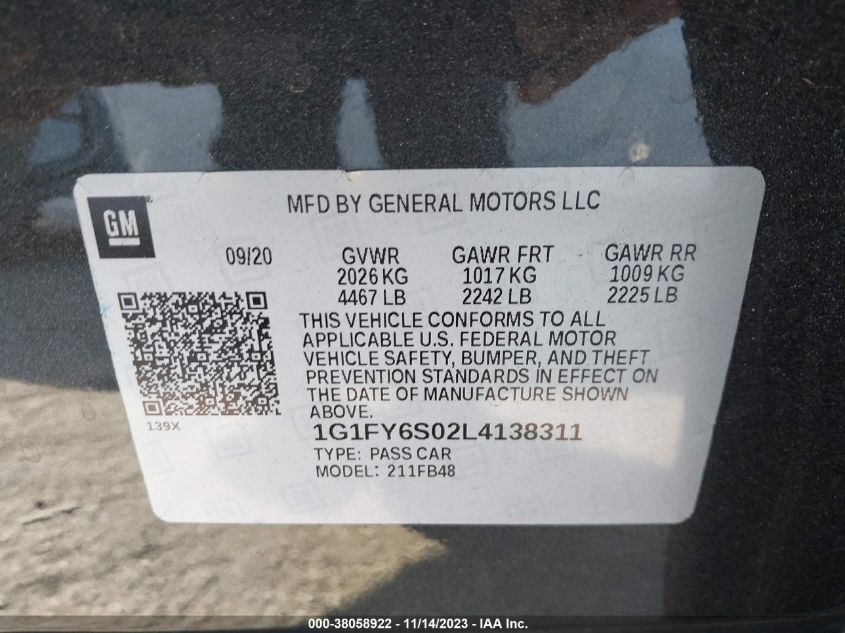 GM ®
MFD BY GENERAL MOTORS LLC
09/20 GVWR GAWR FRT GAWR RR
2026 KG 1017 KG 1009 KG
4467 LB 2242 LB 2225 LB
THIS VEHICLE CONFORMS TO ALL
APPLICABLE U.S. FEDERAL MOTOR
VEHICLE SAFETY, BUMPER, AND THEFT
PREVENTION STANDARDS IN EFFECT ON
THE DATE OF MANUFACTURE SHOWN
ABOVE.
139X
1G1FY6S02L4138311
TYPE: PASS CAR
MODEL: 211FB48
000-38058922 - 11/14/2023 - IAA Inc.